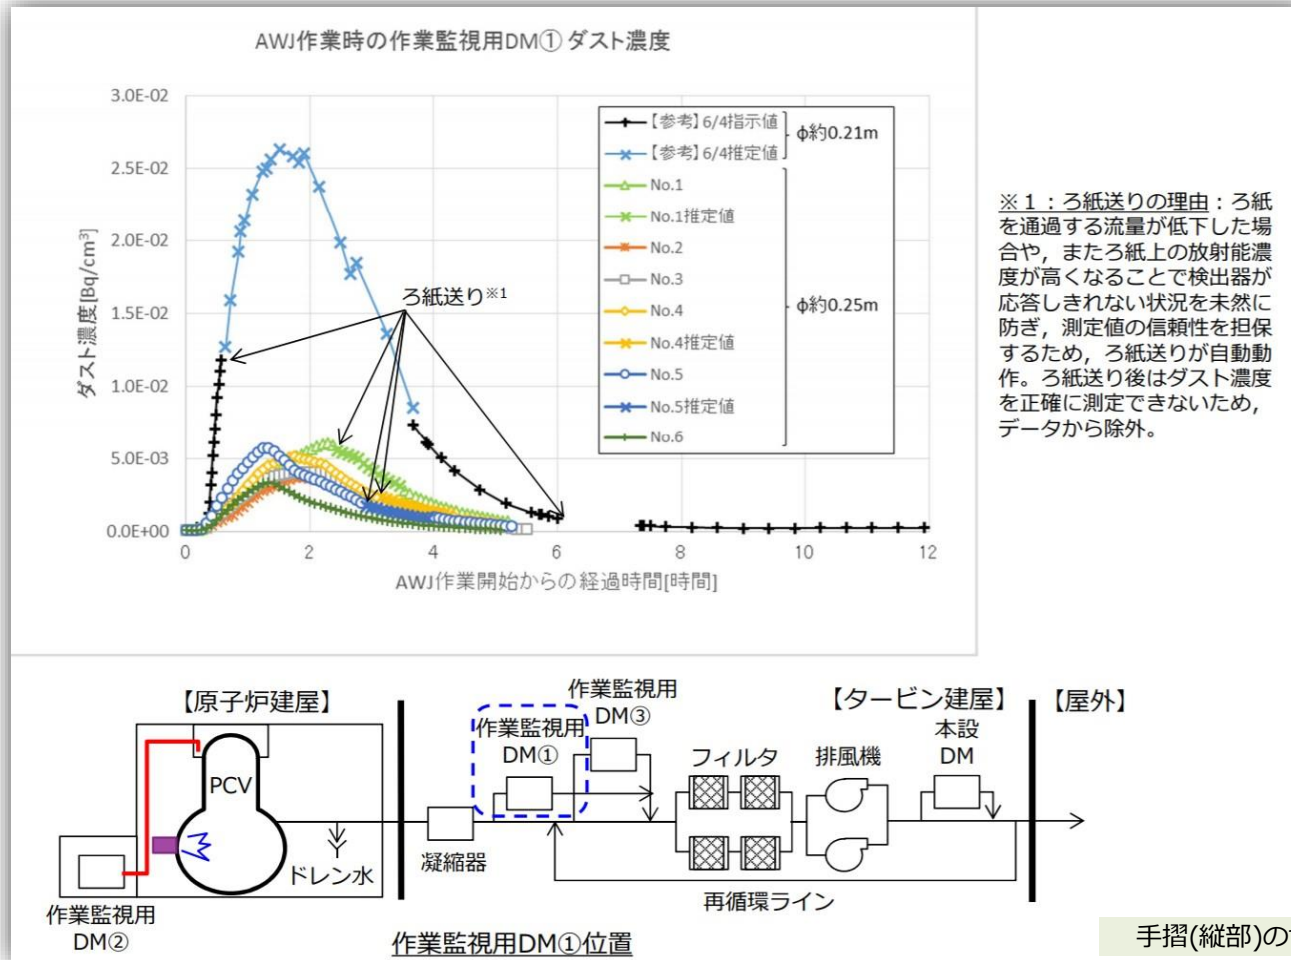 AWJ作業時の作業監視用DM① ダスト濃度
ダスト濃度[Bq/cm³]
3.0E-02
2.5E-02
2.0E-02
1.5E-02
1.0E-02
5.0E-03
0.0E+00
0
2
4
6
8
10
12
AWJ作業開始からの経過時間[時間]
ろ紙送り※1
【参考】6/4指示値
【参考】6/4推定値
φ約0.21m
No.1
No.1推定値
No.2
No.3
No.4
No.4推定値
No.5
No.5推定値
No.6
φ約0.25m
※1：ろ紙送りの理由：ろ紙
を通過する流量が低下した場
合や，またろ紙上の放射能濃
度が高くなることで検出器が
応答しきれない状況を未然に
防ぎ，測定値の信頼性を担保
するため，ろ紙送りが自動動
作。ろ紙送り後はダスト濃度
を正確に測定できないため，
データから除外。
【原子炉建屋】
PCV
ドレン水
作業監視用
DM②
凝縮器
作業監視用
DM①
作業監視用
DM③
フィルタ
排風機
【タービン建屋】
本設
DM
【屋外】
再循環ライン
作業監視用DM①位置
手摺(縦部)の